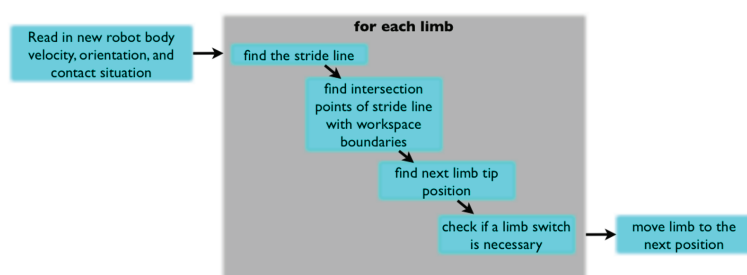 for each limb
Read in new robot body
velocity, orientation, and
contact situation
find the stride line
find intersection
points of stride line
with workspace
boundaries
find next limb tip
position
check if a limb switch
is necessary
move limb to the
next position